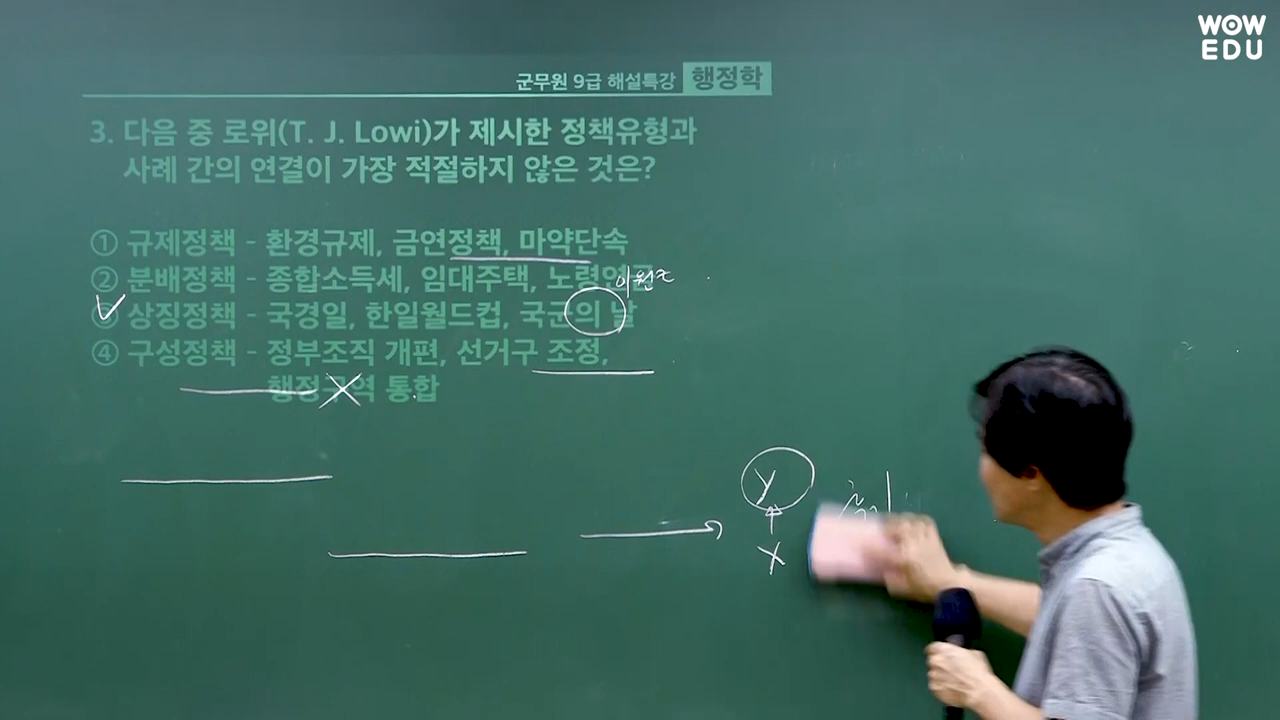 WOW
EDU
군무원 9급 해설특강 행정학
3. 다음 중 로위(T. J. Lowi)가 제시한 정책유형과
사례 간의 연결이 가장 적절하지 않은 것은?
① 규제정책 - 환경규제, 금연정책, 마약단속
② 분배정책 - 종합소득세, 임대주택, 노령연금
③ 상징정책 - 국경일, 한일월드컵, 국군의 날
④ 구성정책 - 정부조직 개편, 선거구 조정,
행정구역 통합
y
x